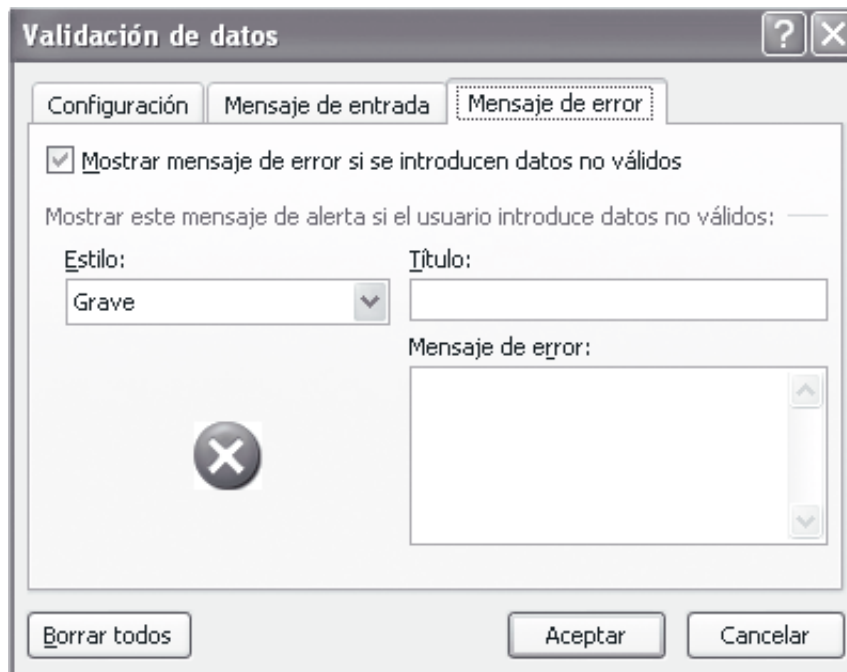 Validación de datos
Configuración Mensaje de entrada Mensaje de error
Mostrar mensaje de error si se introducen datos no válidos
Mostrar este mensaje de alerta si el usuario introduce datos no válidos:
Estilo: Título:
Grave
Mensaje de error:
Borrar todos Aceptar Cancelar